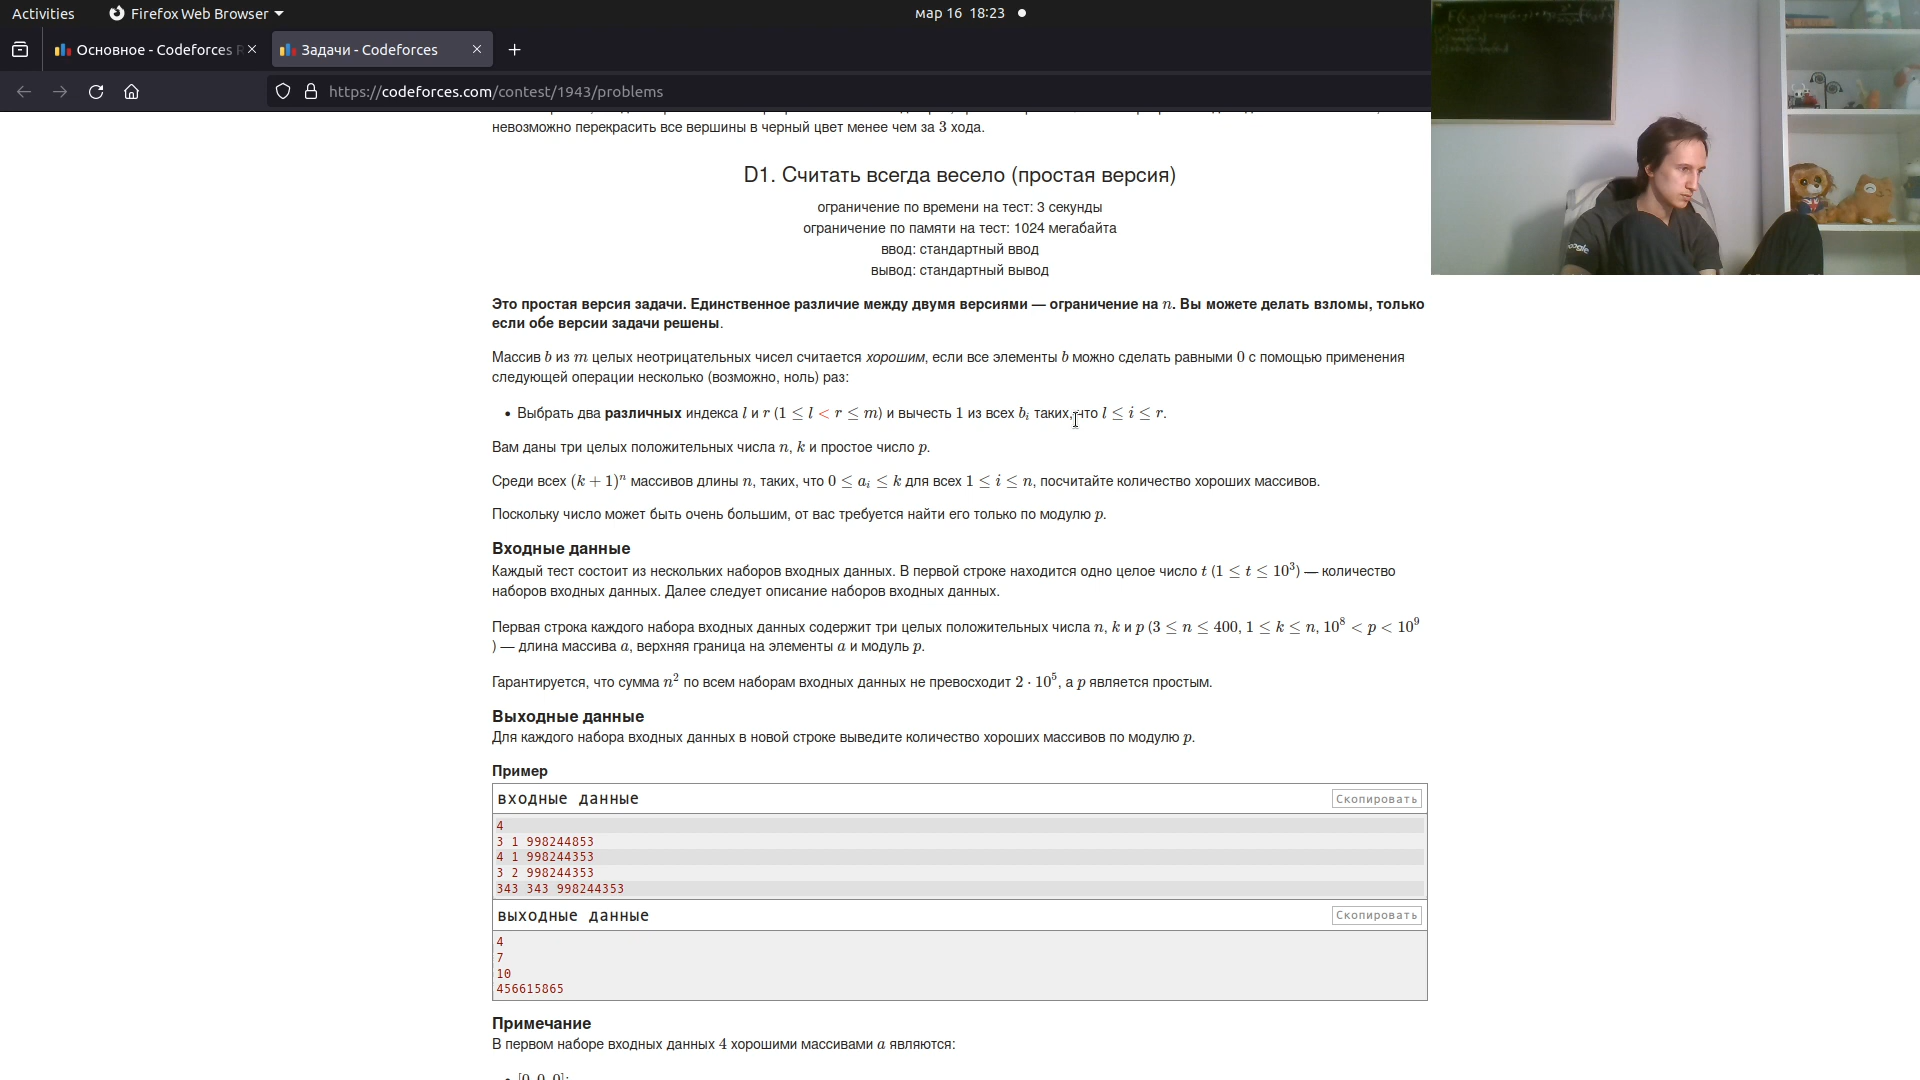 Activities
Firefox Web Browser
мар 16 18:23
Основное - Codeforces
Задачи - Codeforces
https://codeforces.com/contest/1943/problems
невозможно перекрасить все вершины в черный цвет менее чем за 3 хода.
D1. Считать всегда весело (простая версия)
ограничение по времени на тест: 3 секунды
ограничение по памяти на тест: 1024 мегабайта
ввод: стандартный ввод
вывод: стандартный вывод
Это простая версия задачи. Единственное различие между двумя версиями — ограничение на n. Вы можете делать взломы, только
если обе версии задачи решены.
Массив b из m целых неотрицательных чисел считается хорошим, если все элементы b можно сделать равными 0 с помощью применения
следующей операции несколько (возможно, ноль) раз:
• Выбрать два различных индекса l и r (1 ≤ l < r ≤ m) и вычесть 1 из всех b_i таких, что l ≤ i ≤ r.
Вам даны три целых положительных числа n, k и простое число p.
Среди всех (k + 1)^n массивов длины n, таких, что 0 ≤ a_i ≤ k для всех 1 ≤ i ≤ n, посчитайте количество хороших массивов.
Поскольку число может быть очень большим, от вас требуется найти его только по модулю p.
Входные данные
Каждый тест состоит из нескольких наборов входных данных. В первой строке находится одно целое число t (1 ≤ t ≤ 10^3) — количество
наборов входных данных. Далее следует описание наборов входных данных.
Первая строка каждого набора входных данных содержит три целых положительных числа n, k и p (3 ≤ n ≤ 400, 1 ≤ k ≤ n, 10^8 < p < 10^9
) — длина массива a, верхняя граница на элементы a и модуль p.
Гарантируется, что сумма n^2 по всем наборам входных данных не превосходит 2 · 10^5, а p является простым.
Выходные данные
Для каждого набора входных данных в новой строке выведите количество хороших массивов по модулю p.
Пример
входные данные
Скопировать
4
3 1 998244853
4 1 998244353
3 2 998244353
343 343 998244353
выходные данные
Скопировать
4
7
10
456615865
Примечание
В первом наборе входных данных 4 хорошими массивами a являются:
• [0, 0, 0];